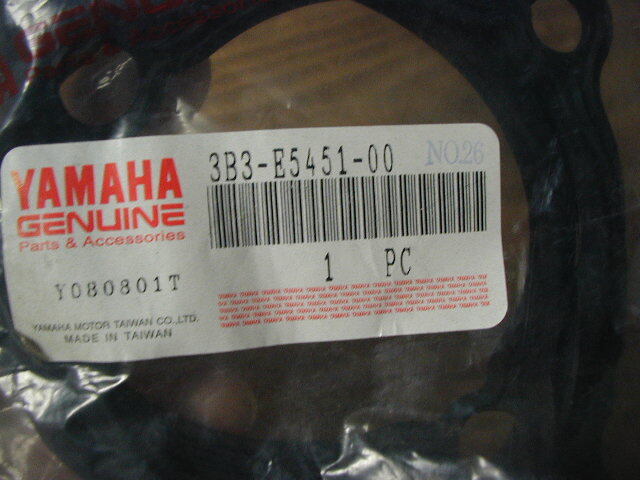 3B3-E5451-00 NO.26
YAMAHA
GENUINE
Parts & Accessories
1 PC
Y080801T
YAMAHA MOTOR TAIWAN CO.,LTD.
MADE IN TAIWAN